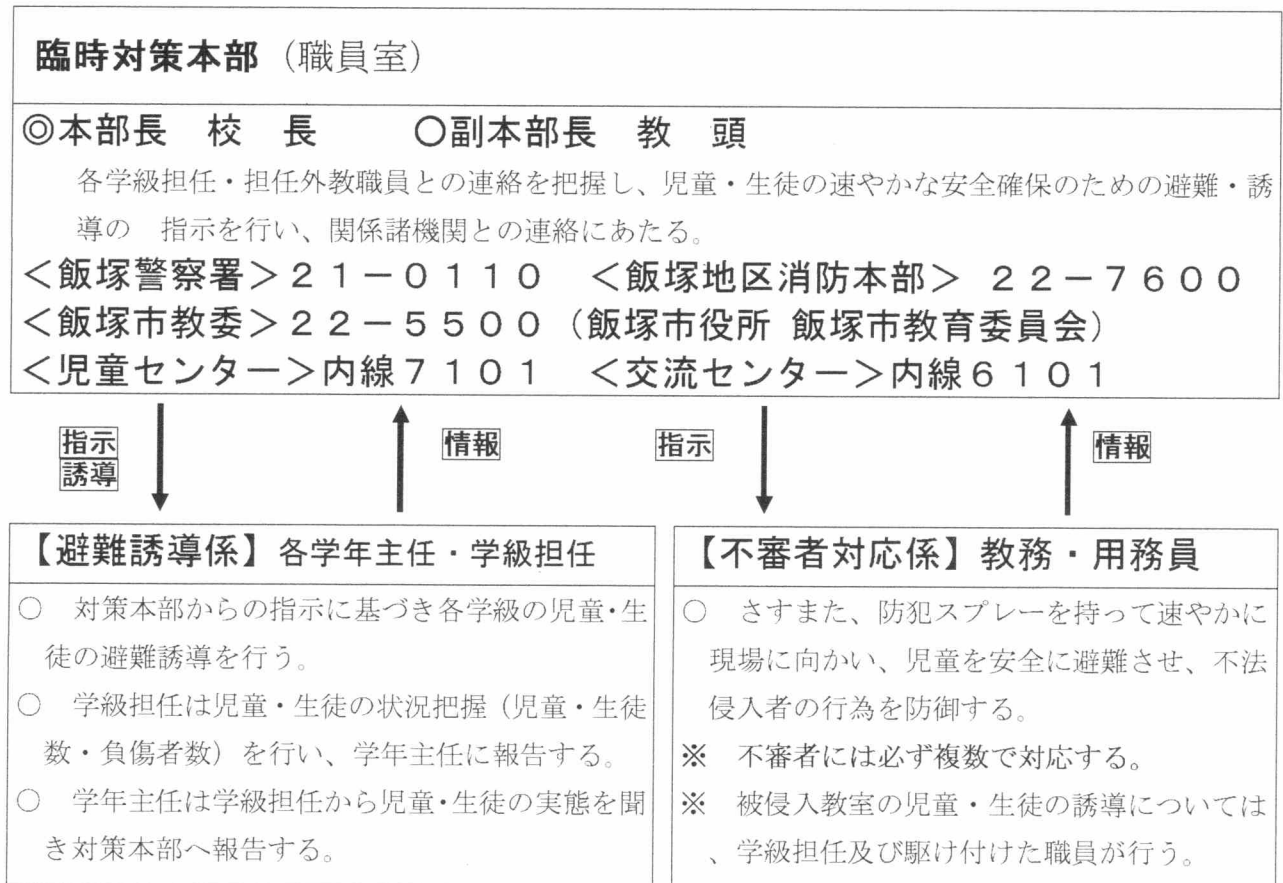 臨時対策本部（職員室）
◎本部長　校　長　　　○副本部長　教　頭
各学級担任・担任外教職員との連絡を把握し、児童・生徒の速やかな安全確保のための避難・誘
導の　指示を行い、関係諸機関との連絡にあたる。
＜飯塚警察署＞２１－０１１０　＜飯塚地区消防本部＞　２２－７６００
＜飯塚市教委＞２２－５５００（飯塚市役所 飯塚市教育委員会）
＜児童センター＞内線７１０１　＜交流センター＞内線６１０１
指示
誘導
情報
指示
情報
【避難誘導係】各学年主任・学級担任
○　対策本部からの指示に基づき各学級の児童・生
徒の避難誘導を行う。
○　学級担任は児童・生徒の状況把握（児童・生徒
数・負傷者数）を行い、学年主任に報告する。
○　学年主任は学級担任から児童・生徒の実態を聞
き対策本部へ報告する。
【不審者対応係】教務・用務員
○　さすまた、防犯スプレーを持って速やかに
現場に向かい、児童を安全に避難させ、不法
侵入者の行為を防御する。
※　不審者には必ず複数で対応する。
※　被侵入教室の児童・生徒の誘導については
、学級担任及び駆け付けた職員が行う。